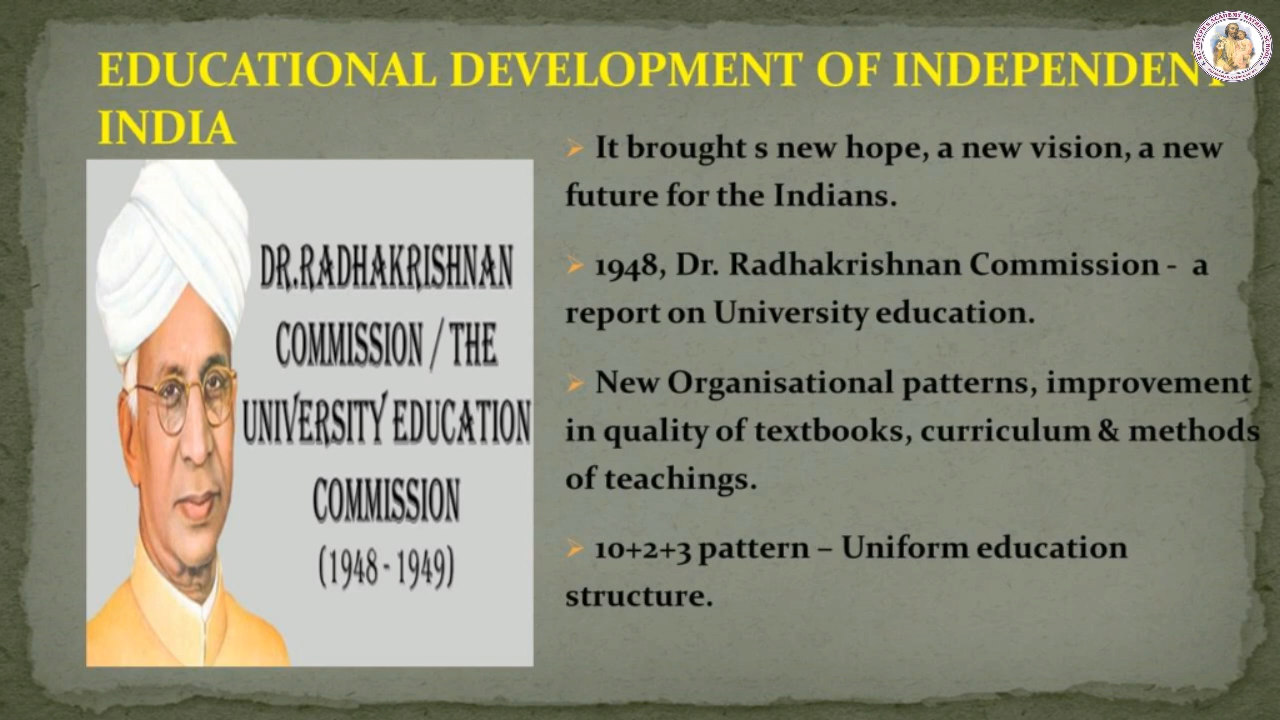 EDUCATIONAL DEVELOPMENT OF INDEPENDENT
INDIA
DR.RADHAKRISHNAN
COMMISSION / THE
UNIVERSITY EDUCATION
COMMISSION
(1948 - 1949)
➢ It brought s new hope, a new vision, a new
future for the Indians.
➢ 1948, Dr. Radhakrishnan Commission - a
report on University education.
➢ New Organisational patterns, improvement
in quality of textbooks, curriculum & methods
of teachings.
➢ 10+2+3 pattern – Uniform education
structure.